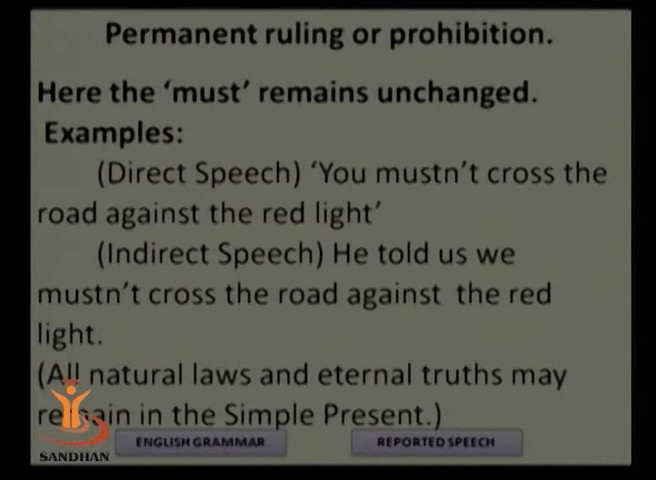 Permanent ruling or prohibition.
Here the ‘must’ remains unchanged.
Examples:
(Direct Speech) ‘You mustn’t cross the
road against the red light’
(Indirect Speech) He told us we
mustn’t cross the road against the red
light.
(All natural laws and eternal truths may
remain in the Simple Present.)
ENGLISH GRAMMAR
REPORTED SPEECH
SANDHAN